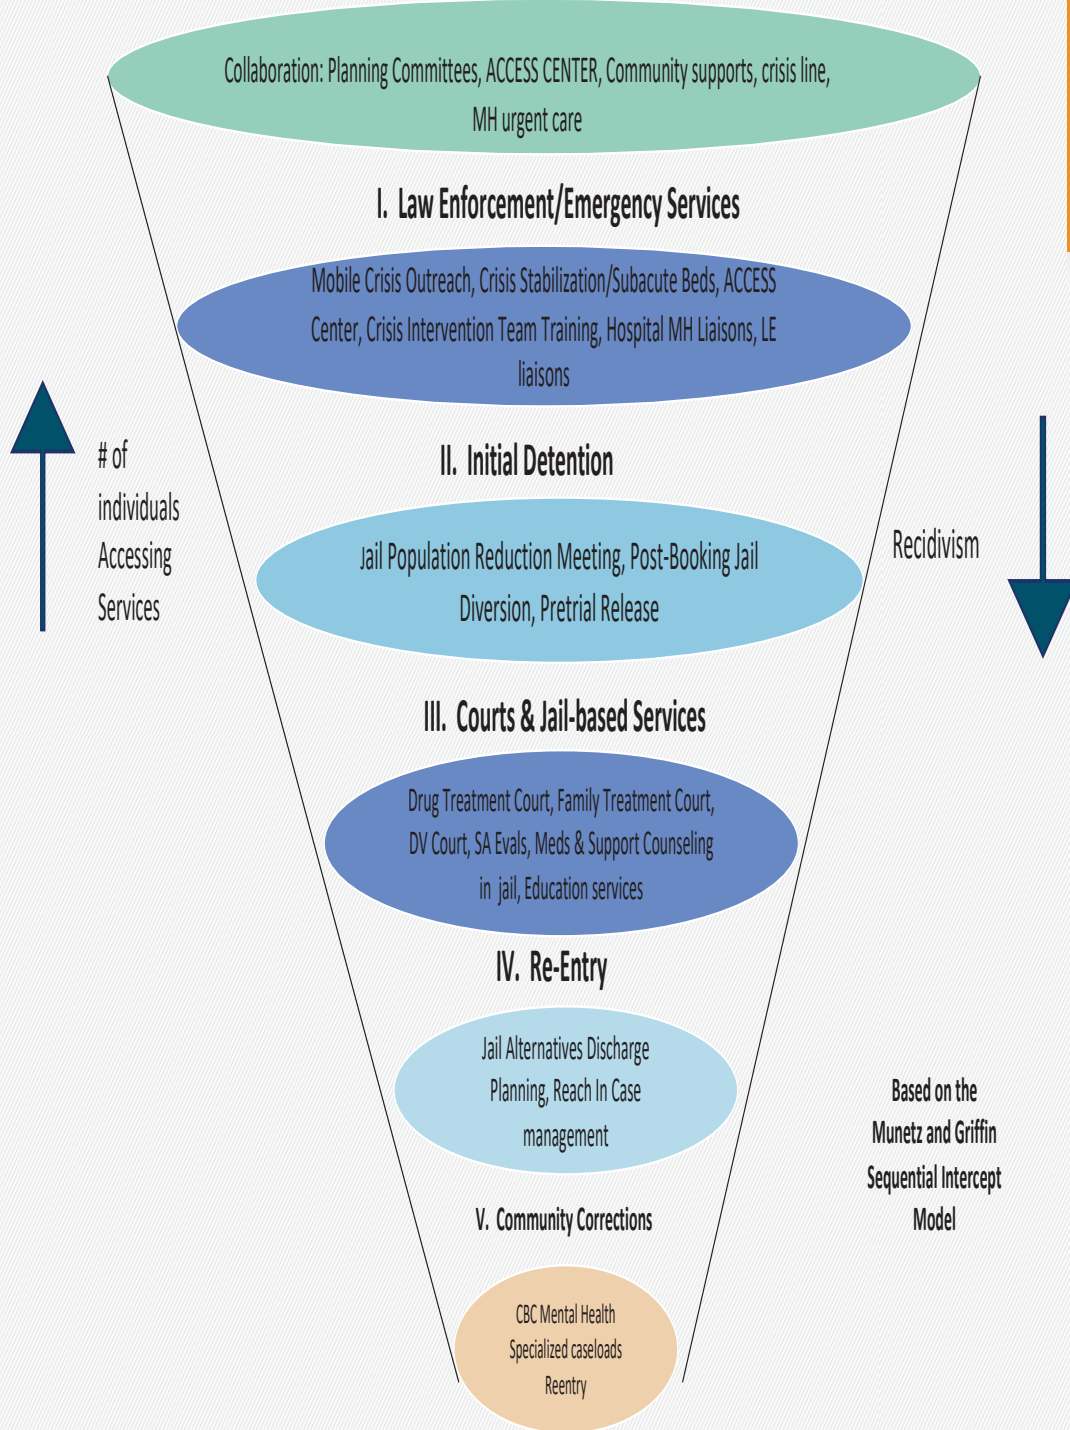 Collaboration: Planning Committees, ACCESS CENTER, Community supports, crisis line,
MH urgent care
I. Law Enforcement/Emergency Services
Mobile Crisis Outreach, Crisis Stabilization/Subacute Beds, ACCESS
Center, Crisis Intervention Team Training, Hospital MH Liaisons, LE
liaisons
# of
individuals
Accessing
Services
II. Initial Detention
Jail Population Reduction Meeting, Post-Booking Jail
Diversion, Pretrial Release
Recidivism
III. Courts & Jail-based Services
Drug Treatment Court, Family Treatment Court,
DV Court, SA Evals, Meds & Support Counseling
in jail, Education services
IV. Re-Entry
Jail Alternatives Discharge
Planning, Reach In Case
management
Based on the
Munetz and Griffin
Sequential Intercept
Model
V. Community Corrections
CBC Mental Health
Specialized caseloads
Reentry